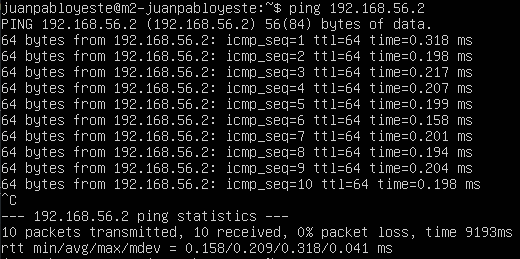 juanpabloyeste@m2-juanpabloyeste:~$ ping 192.168.56.2
PING 192.168.56.2 (192.168.56.2) 56(84) bytes of data.
64 bytes from 192.168.56.2: icmp_seq=1 ttl=64 time=0.318 ms
64 bytes from 192.168.56.2: icmp_seq=2 ttl=64 time=0.198 ms
64 bytes from 192.168.56.2: icmp_seq=3 ttl=64 time=0.217 ms
64 bytes from 192.168.56.2: icmp_seq=4 ttl=64 time=0.207 ms
64 bytes from 192.168.56.2: icmp_seq=5 ttl=64 time=0.199 ms
64 bytes from 192.168.56.2: icmp_seq=6 ttl=64 time=0.158 ms
64 bytes from 192.168.56.2: icmp_seq=7 ttl=64 time=0.201 ms
64 bytes from 192.168.56.2: icmp_seq=8 ttl=64 time=0.194 ms
64 bytes from 192.168.56.2: icmp_seq=9 ttl=64 time=0.204 ms
64 bytes from 192.168.56.2: icmp_seq=10 ttl=64 time=0.198 ms
^C
--- 192.168.56.2 ping statistics ---
10 packets transmitted, 10 received, 0% packet loss, time 9193ms
rtt min/avg/max/mdev = 0.158/0.209/0.318/0.041 ms